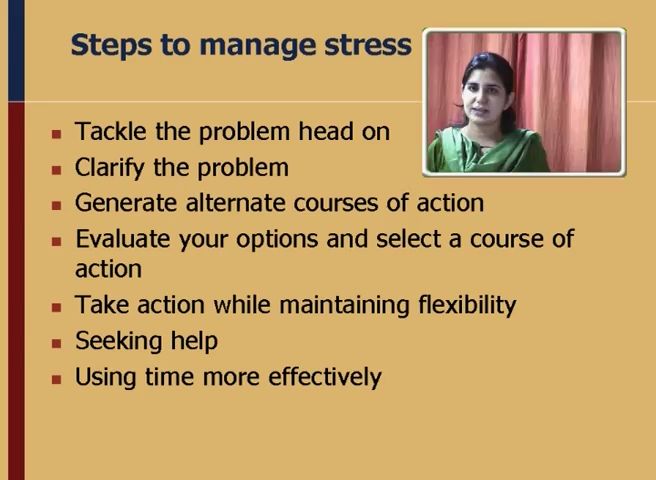 Steps to manage stress
Tackle the problem head on
Clarify the problem
Generate alternate courses of action
Evaluate your options and select a course of
action
Take action while maintaining flexibility
Seeking help
Using time more effectively